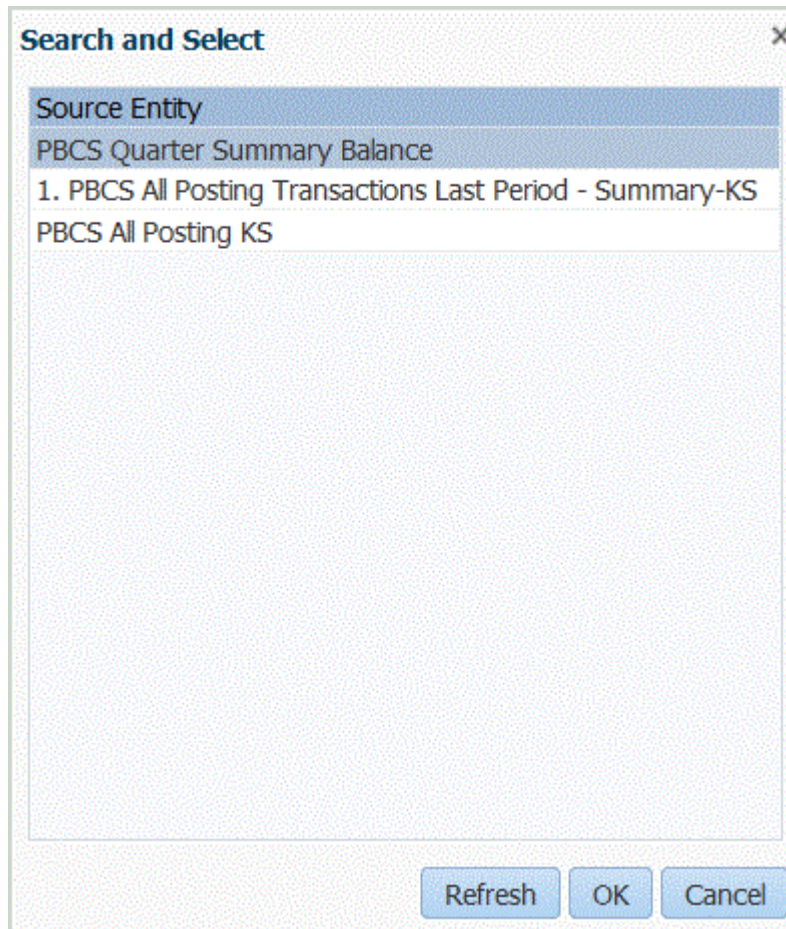 Search and Select
Source Entity
PBCS Quarter Summary Balance
1. PBCS All Posting Transactions Last Period - Summary-KS
PBCS All Posting KS
Refresh OK Cancel